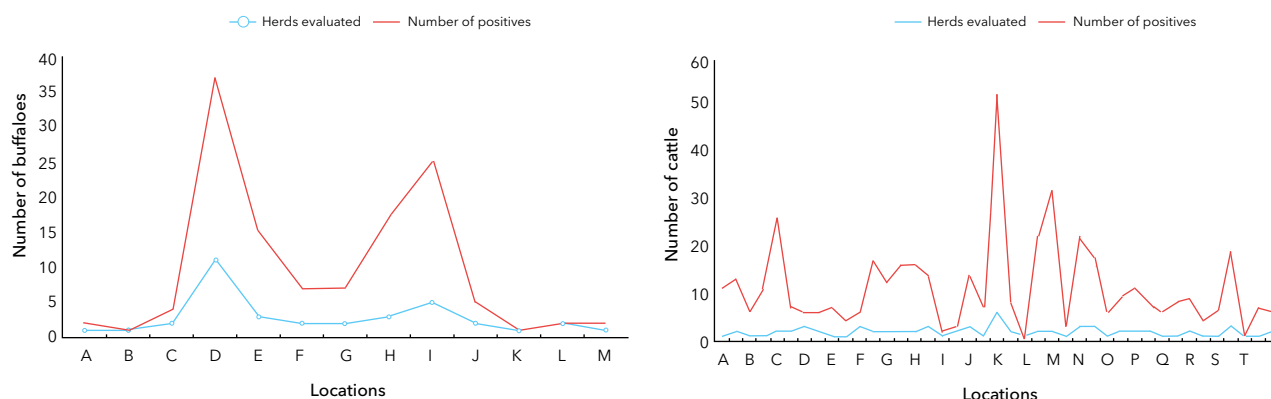 Herds evaluated Number of positives
Number of buffaloes
40
35
30
25
20
15
10
5
0
A B C D E F G H I J K L M
Locations
Herds evaluated Number of positives
Number of cattle
60
50
40
30
20
10
0
A B C D E F G H I J K L M N O P Q R S T
Locations